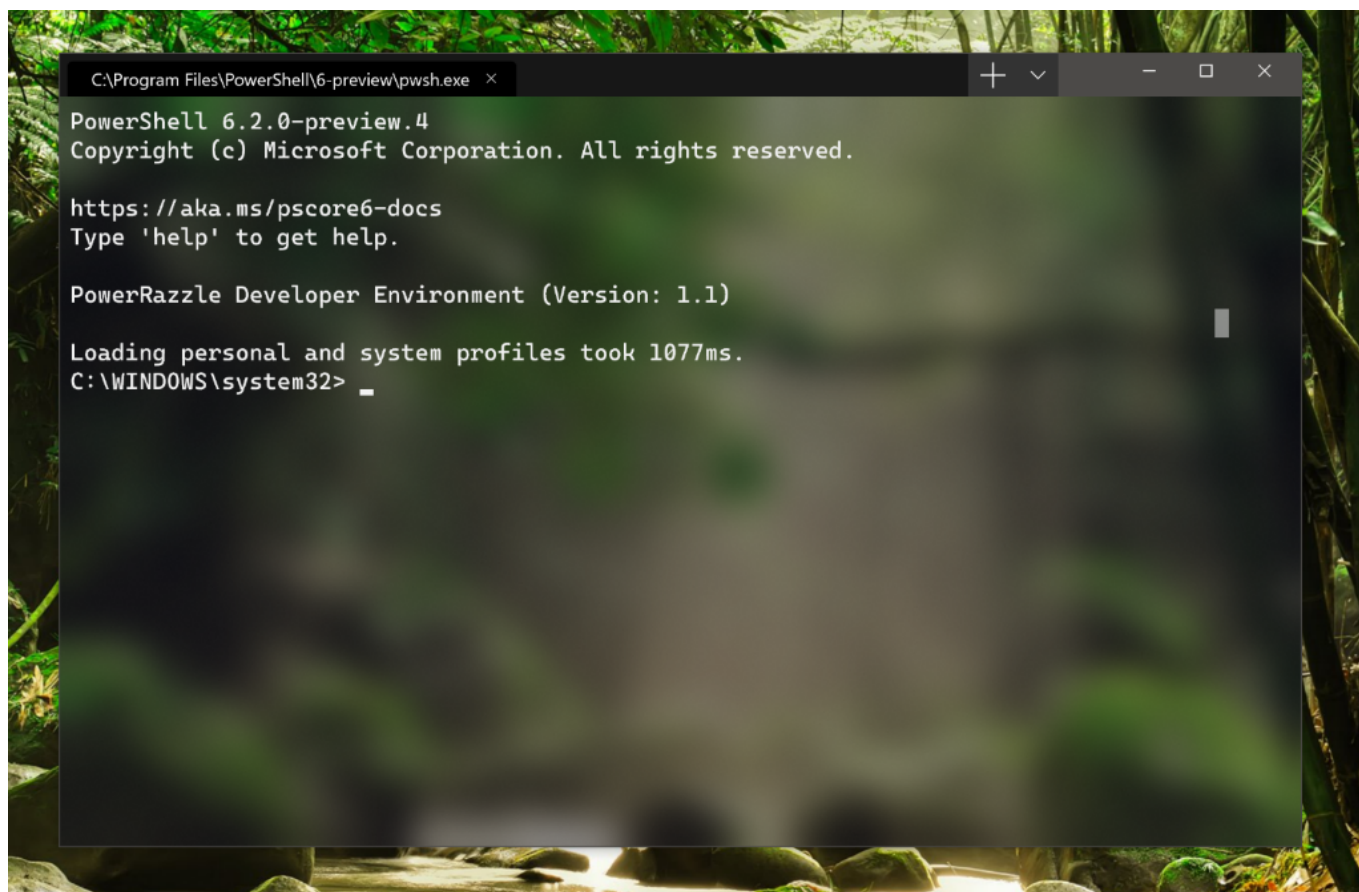 C:\Program Files\PowerShell\6-preview\pwsh.exe
PowerShell 6.2.0-preview.4
Copyright (c) Microsoft Corporation. All rights reserved.
https://aka.ms/pscore6-docs
Type 'help' to get help.
PowerRazzle Developer Environment (Version: 1.1)
Loading personal and system profiles took 1077ms.
C:\WINDOWS\system32>